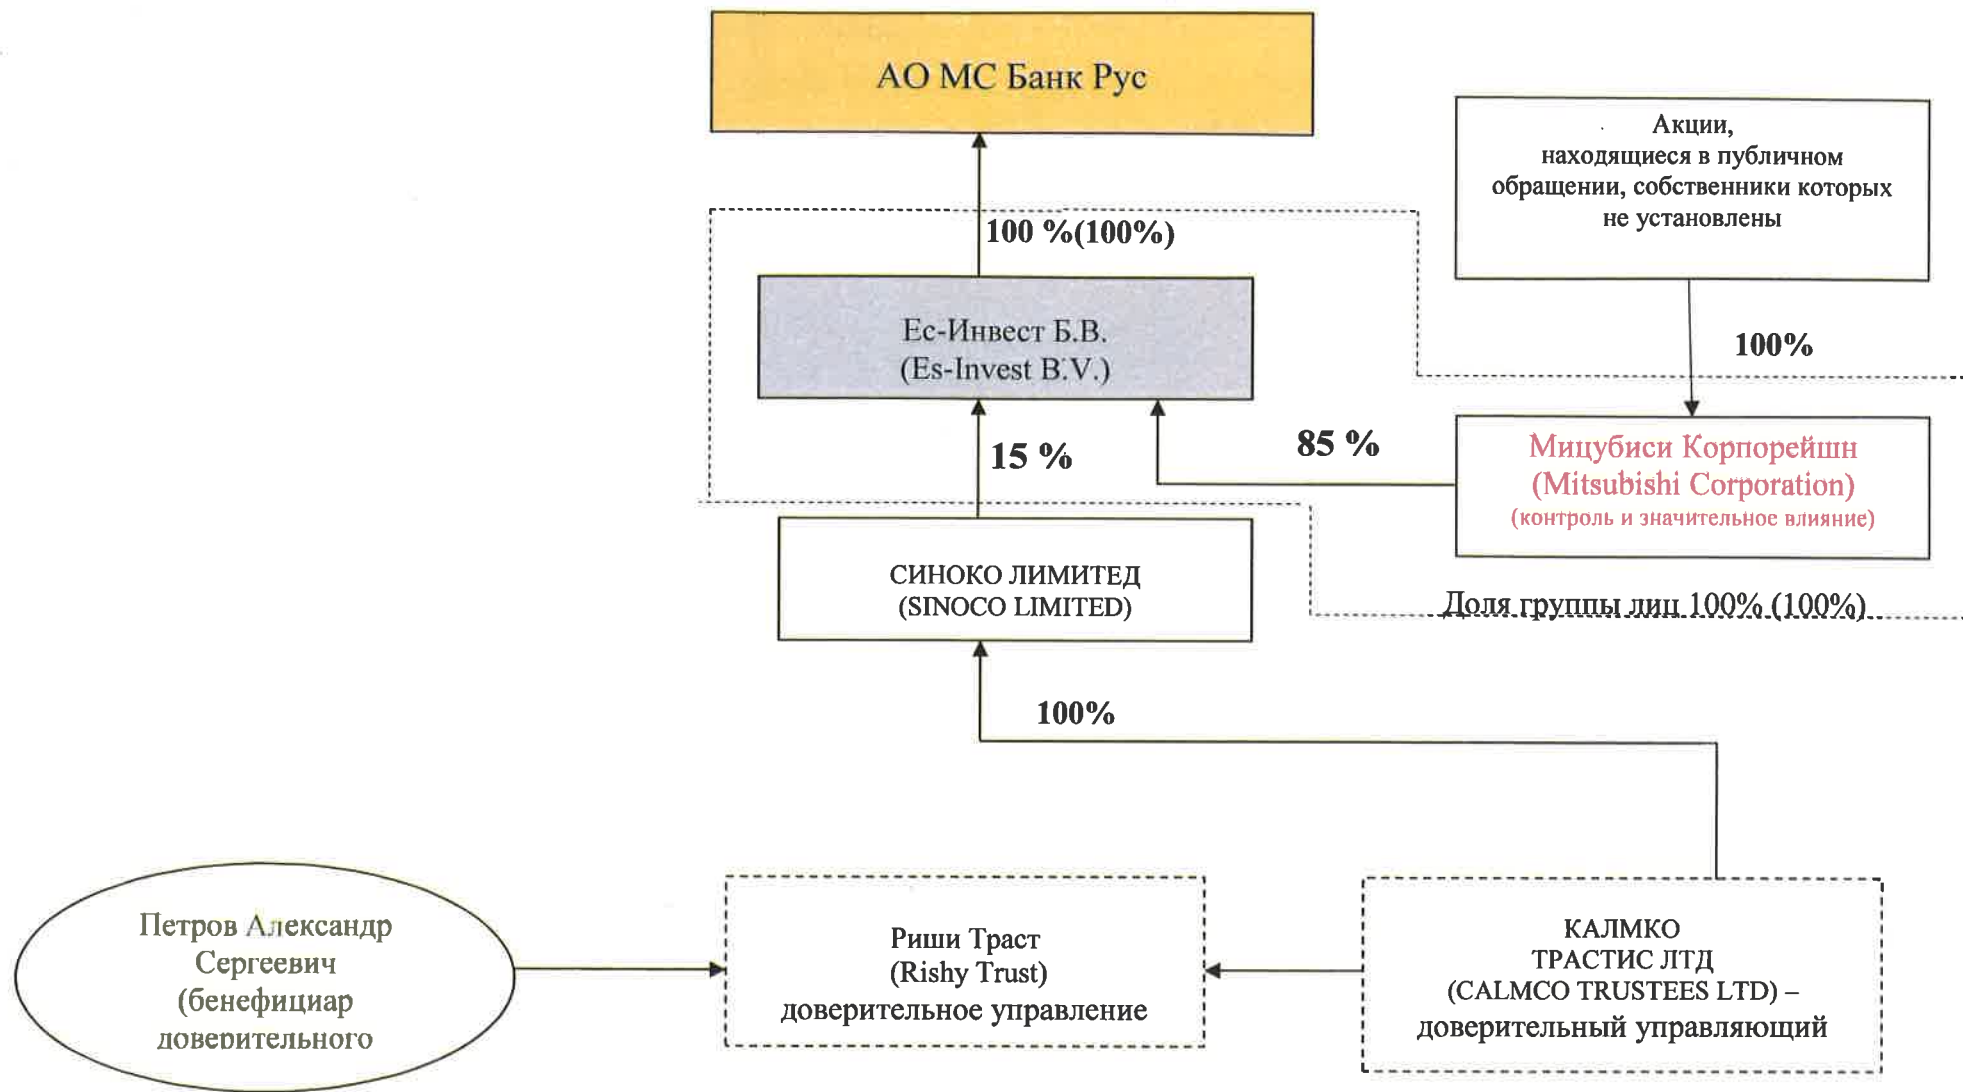 АО МС Банк Рус
Акции,
находящиеся в публичном
обращении, собственники которых
не установлены
100 %(100%)
Ес-Инвест Б.В.
(Es-Invest B.V.)
100%
15 %
85 %
Мицубиси Корпорейшн
(Mitsubishi Corporation)
(контроль и значительное влияние)
СИНОКО ЛИМИТЕД
(SINOCO LIMITED)
Доля группы лиц 100% (100%)
100%
Петров Александр
Сергеевич
(бенефициар
доверительного
Риши Траст
(Rishy Trust)
доверительное управление
КАЛМКО
ТРАСТИС ЛТД
(CALMCO TRUSTEES LTD) –
доверительный управляющий